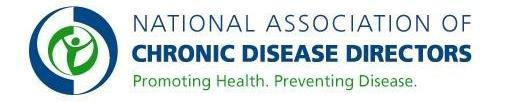 NATIONAL ASSOCIATION OF
CHRONIC DISEASE DIRECTORS
Promoting Health. Preventing Disease.